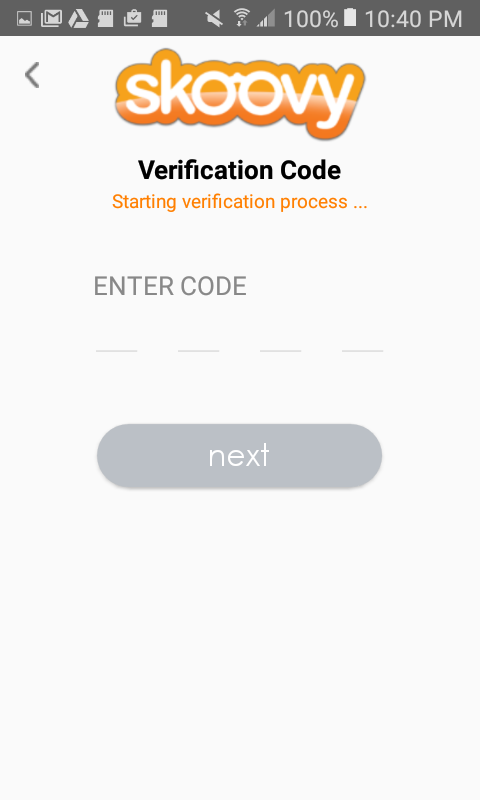 100% 10:40 PM
skoovy
Verification Code
Starting verification process ...
ENTER CODE
next